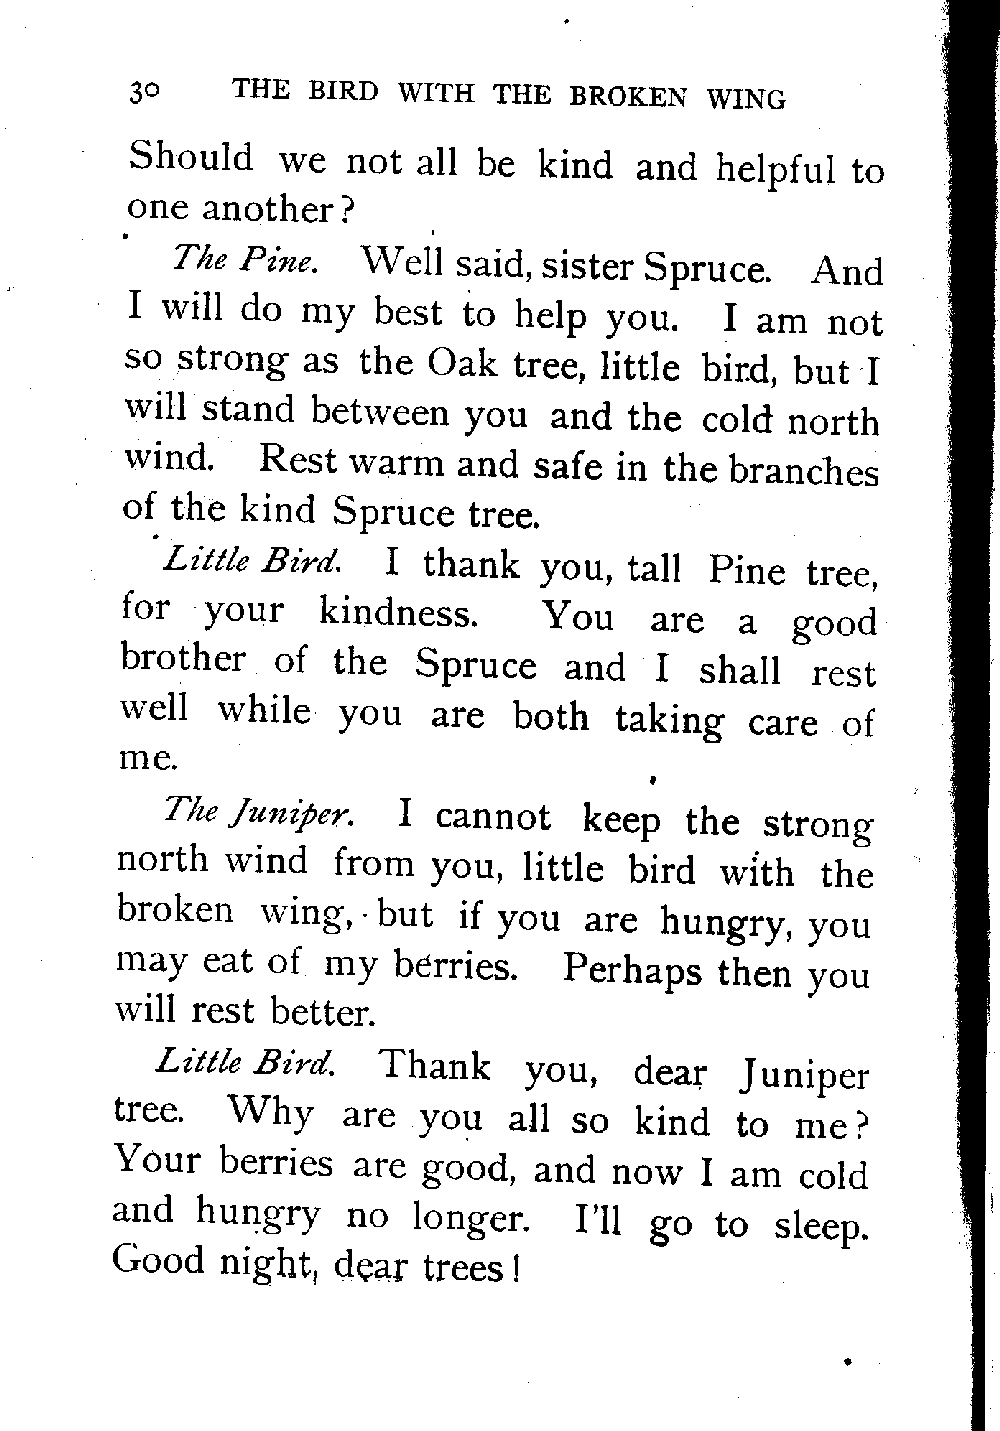 30 THE BIRD WITH THE BROKEN WING
Should we not all be kind and helpful to
one another?
The Pine. Well said, sister Spruce. And
I will do my best to help you. I am not
so strong as the Oak tree, little bird, but I
will stand between you and the cold north
wind. Rest warm and safe in the branches
of the kind Spruce tree.
Little Bird. I thank you, tall Pine tree,
for your kindness. You are a good
brother of the Spruce and I shall rest
well while you are both taking care of
me.
The Juniper. I cannot keep the strong
north wind from you, little bird with the
broken wing, but if you are hungry, you
may eat of my berries. Perhaps then you
will rest better.
Little Bird. Thank you, dear Juniper
tree. Why are you all so kind to me?
Your berries are good, and now I am cold
and hungry no longer. I'll go to sleep.
Good night, dear trees!